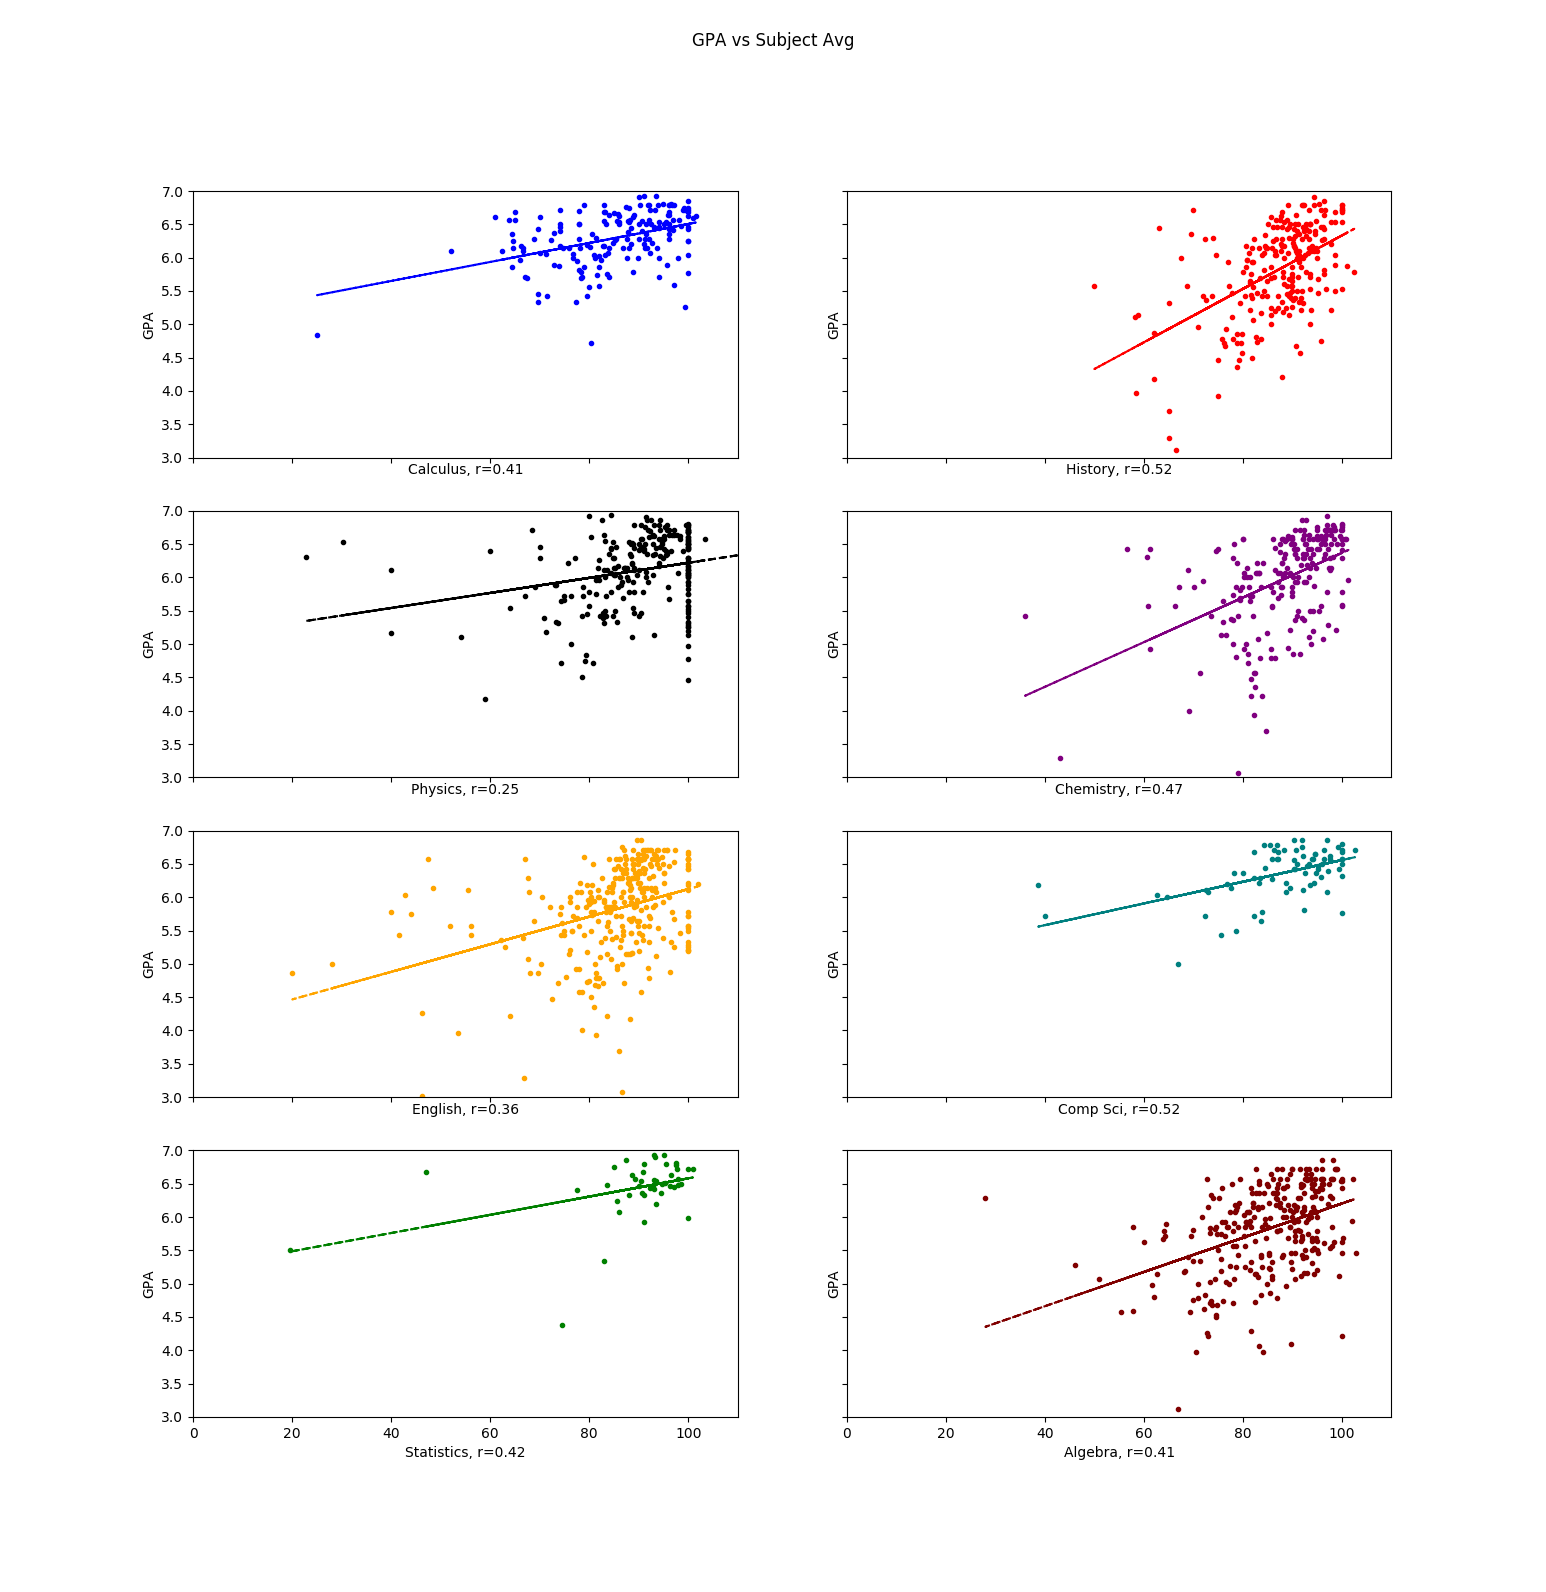 GPA vs Subject Avg
7.0
6.5
6.0
5.5
5.0
4.5
4.0
3.5
3.0
GPA
Calculus, r=0.41
GPA
History, r=0.52
7.0
6.5
6.0
5.5
5.0
4.5
4.0
3.5
3.0
GPA
Physics, r=0.25
GPA
Chemistry, r=0.47
7.0
6.5
6.0
5.5
5.0
4.5
4.0
3.5
3.0
GPA
English, r=0.36
GPA
Comp Sci, r=0.52
7.0
6.5
6.0
5.5
5.0
4.5
4.0
3.5
3.0
GPA
0 20 40 60 80 100
Statistics, r=0.42
GPA
0 20 40 60 80 100
Algebra, r=0.41